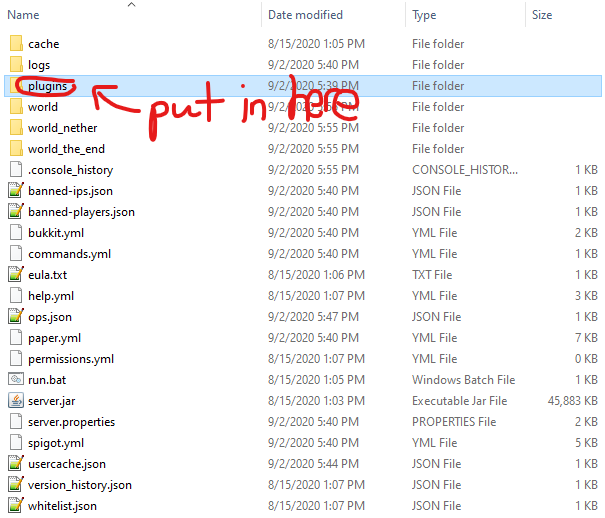 Name Date modified Type Size
cache 8/15/2020 1:05 PM File folder
logs 9/2/2020 5:40 PM File folder
plugins 9/2/2020 5:39 PM File folder
put in here
world File folder
world_nether 9/2/2020 5:55 PM File folder
world_the_end 9/2/2020 5:55 PM File folder
.console_history 9/2/2020 5:55 PM CONSOLE_HISTOR... 1 KB
banned-ips.json 9/2/2020 5:40 PM JSON File 1 KB
banned-players.json 9/2/2020 5:40 PM JSON File 1 KB
bukkit.yml 9/2/2020 5:40 PM YML File 2 KB
commands.yml 9/2/2020 5:40 PM YML File 1 KB
eula.txt 8/15/2020 1:06 PM TXT File 1 KB
help.yml 8/15/2020 1:07 PM YML File 3 KB
ops.json 9/2/2020 5:47 PM JSON File 1 KB
paper.yml 9/2/2020 5:40 PM YML File 7 KB
permissions.yml 8/15/2020 1:07 PM YML File 0 KB
run.bat 8/15/2020 1:05 PM Windows Batch File 1 KB
server.jar 8/15/2020 1:03 PM Executable Jar File 45,883 KB
server.properties 9/2/2020 5:40 PM PROPERTIES File 2 KB
spigot.yml 9/2/2020 5:40 PM YML File 5 KB
usercache.json 9/2/2020 5:44 PM JSON File 1 KB
version_history.json 8/15/2020 1:07 PM JSON File 1 KB
whitelist.json 8/15/2020 1:07 PM JSON File 1 KB